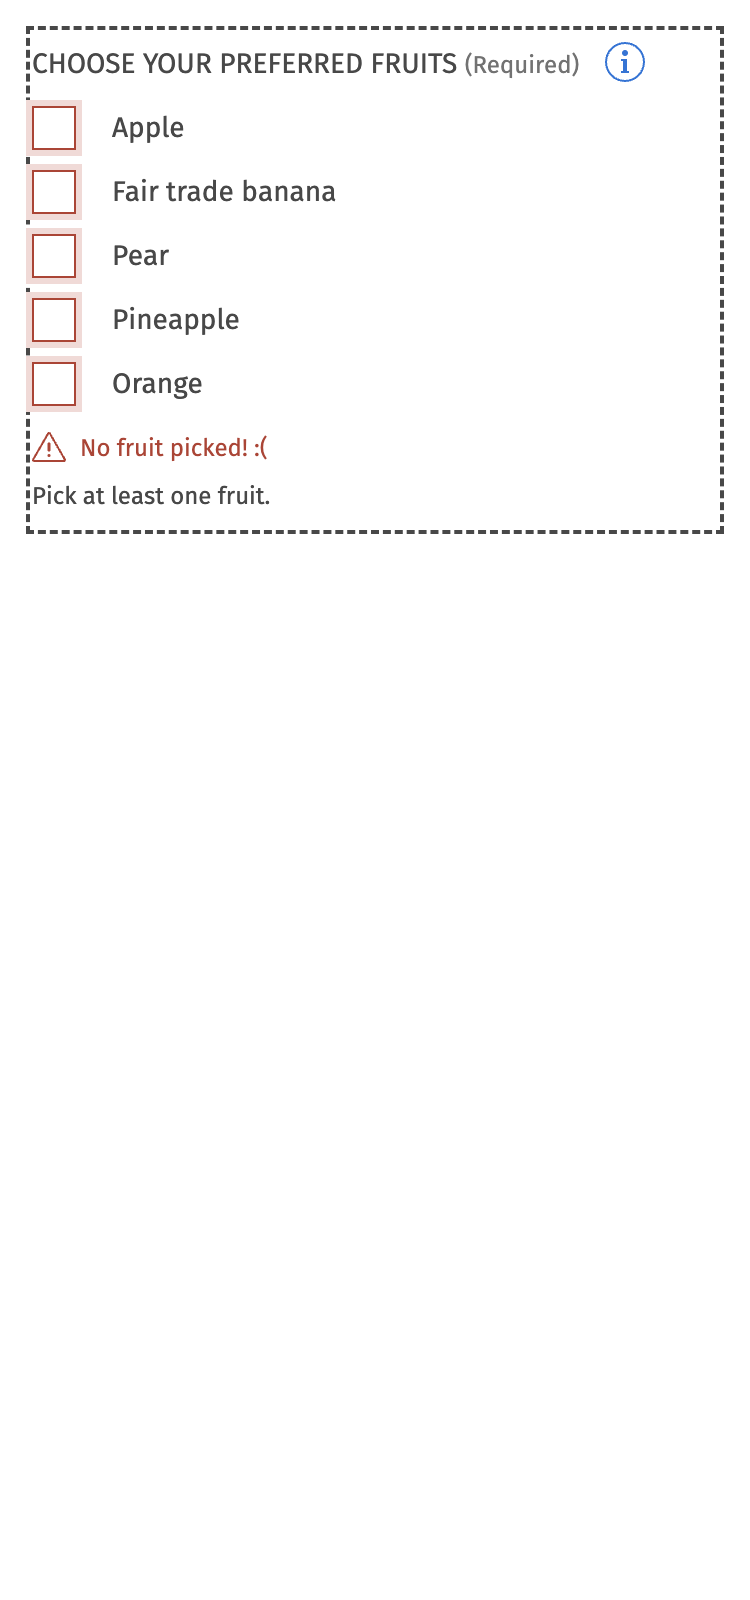 CHOOSE YOUR PREFERRED FRUITS (Required)
Apple
Fair trade banana
Pear
Pineapple
Orange
No fruit picked! :(
Pick at least one fruit.